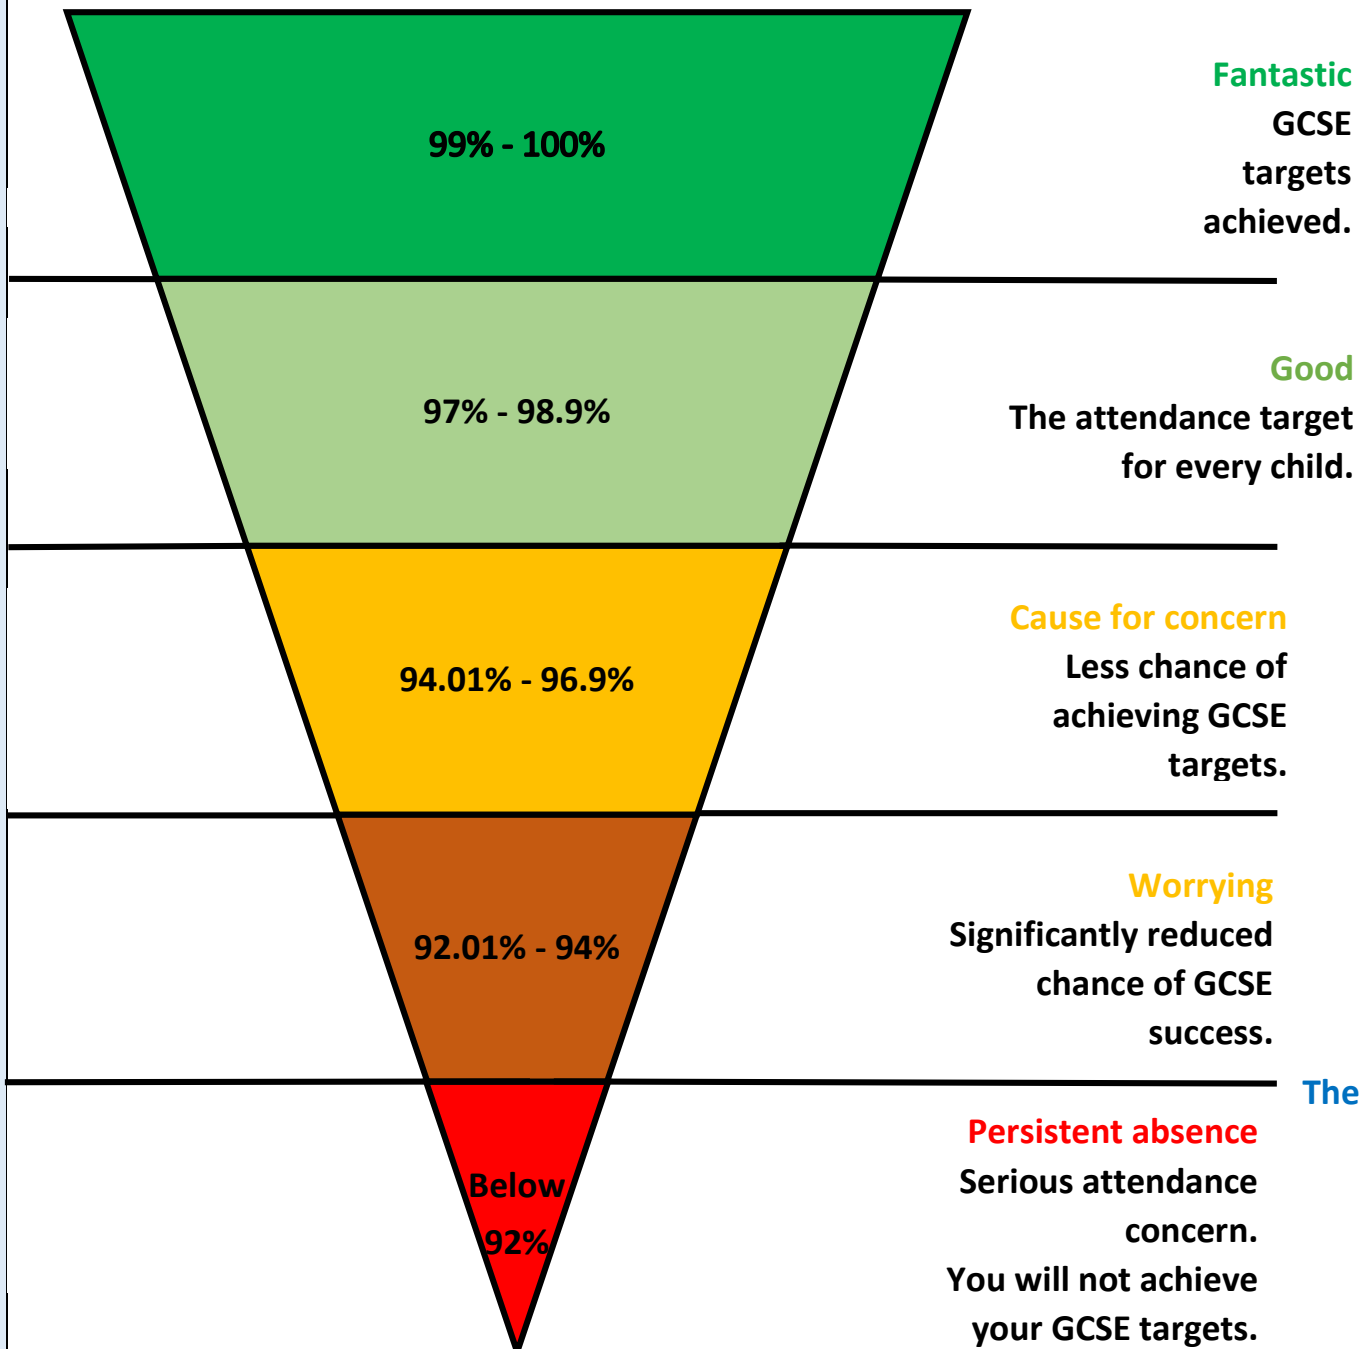 99% - 100%
Fantastic
GCSE
targets
achieved.
97% - 98.9%
Good
The attendance target
for every child.
94.01% - 96.9%
Cause for concern
Less chance of
achieving GCSE
targets.
92.01% - 94%
Worrying
Significantly reduced
chance of GCSE
success.
The
Below
92%
Persistent absence
Serious attendance
concern.
You will not achieve
your GCSE targets.